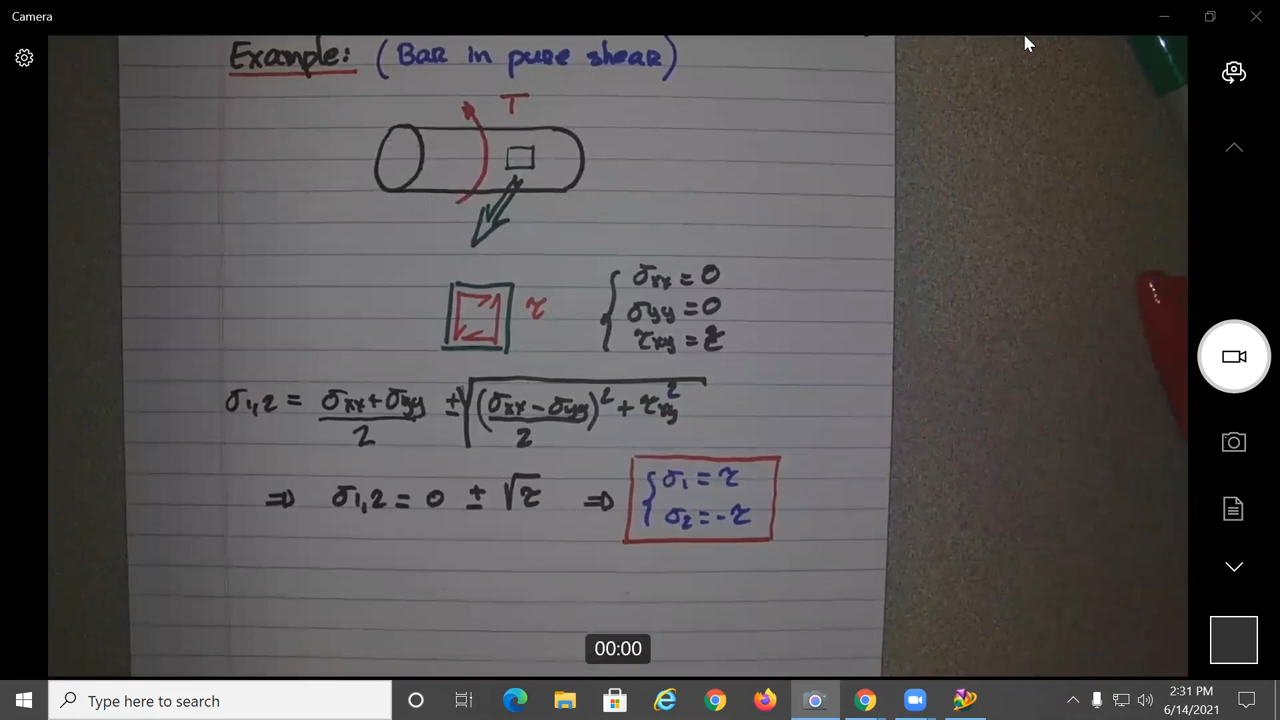 Camera
Example: (Bar in pure shear)
T
τ
σxx = 0
σyy = 0
τxy = τ
σ1,2 = (σxx + σyy)/2 ± √((σxx - σyy)/2)² + τxy²
⇒ σ1,2 = 0 ± √τ ⇒ σ1 = τ
σ2 = -τ
00:00
Type here to search
2:31 PM
6/14/2021